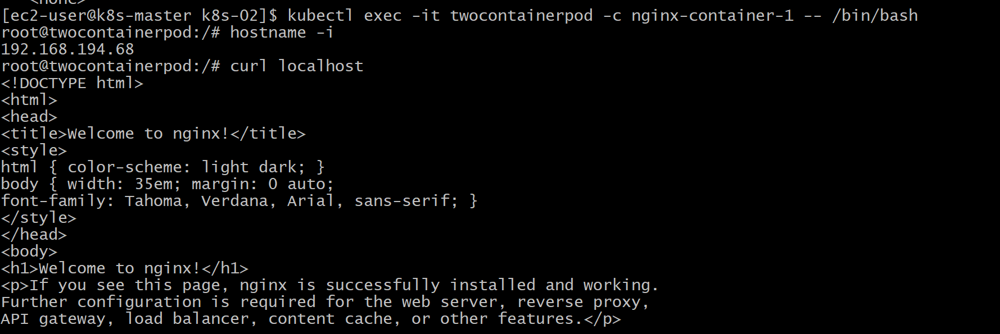 <none>
[ec2-user@k8s-master k8s-02]$ kubectl exec -it twocontainerpod -c nginx-container-1 -- /bin/bash
root@twocontainerpod:/# hostname -i
192.168.194.68
root@twocontainerpod:/# curl localhost
<!DOCTYPE html>
<html>
<head>
<title>Welcome to nginx!</title>
<style>
html { color-scheme: light dark; }
body { width: 35em; margin: 0 auto;
font-family: Tahoma, Verdana, Arial, sans-serif; }
</style>
</head>
<body>
<h1>Welcome to nginx!</h1>
<p>If you see this page, nginx is successfully installed and working.
Further configuration is required for the web server, reverse proxy,
API gateway, load balancer, content cache, or other features.</p>